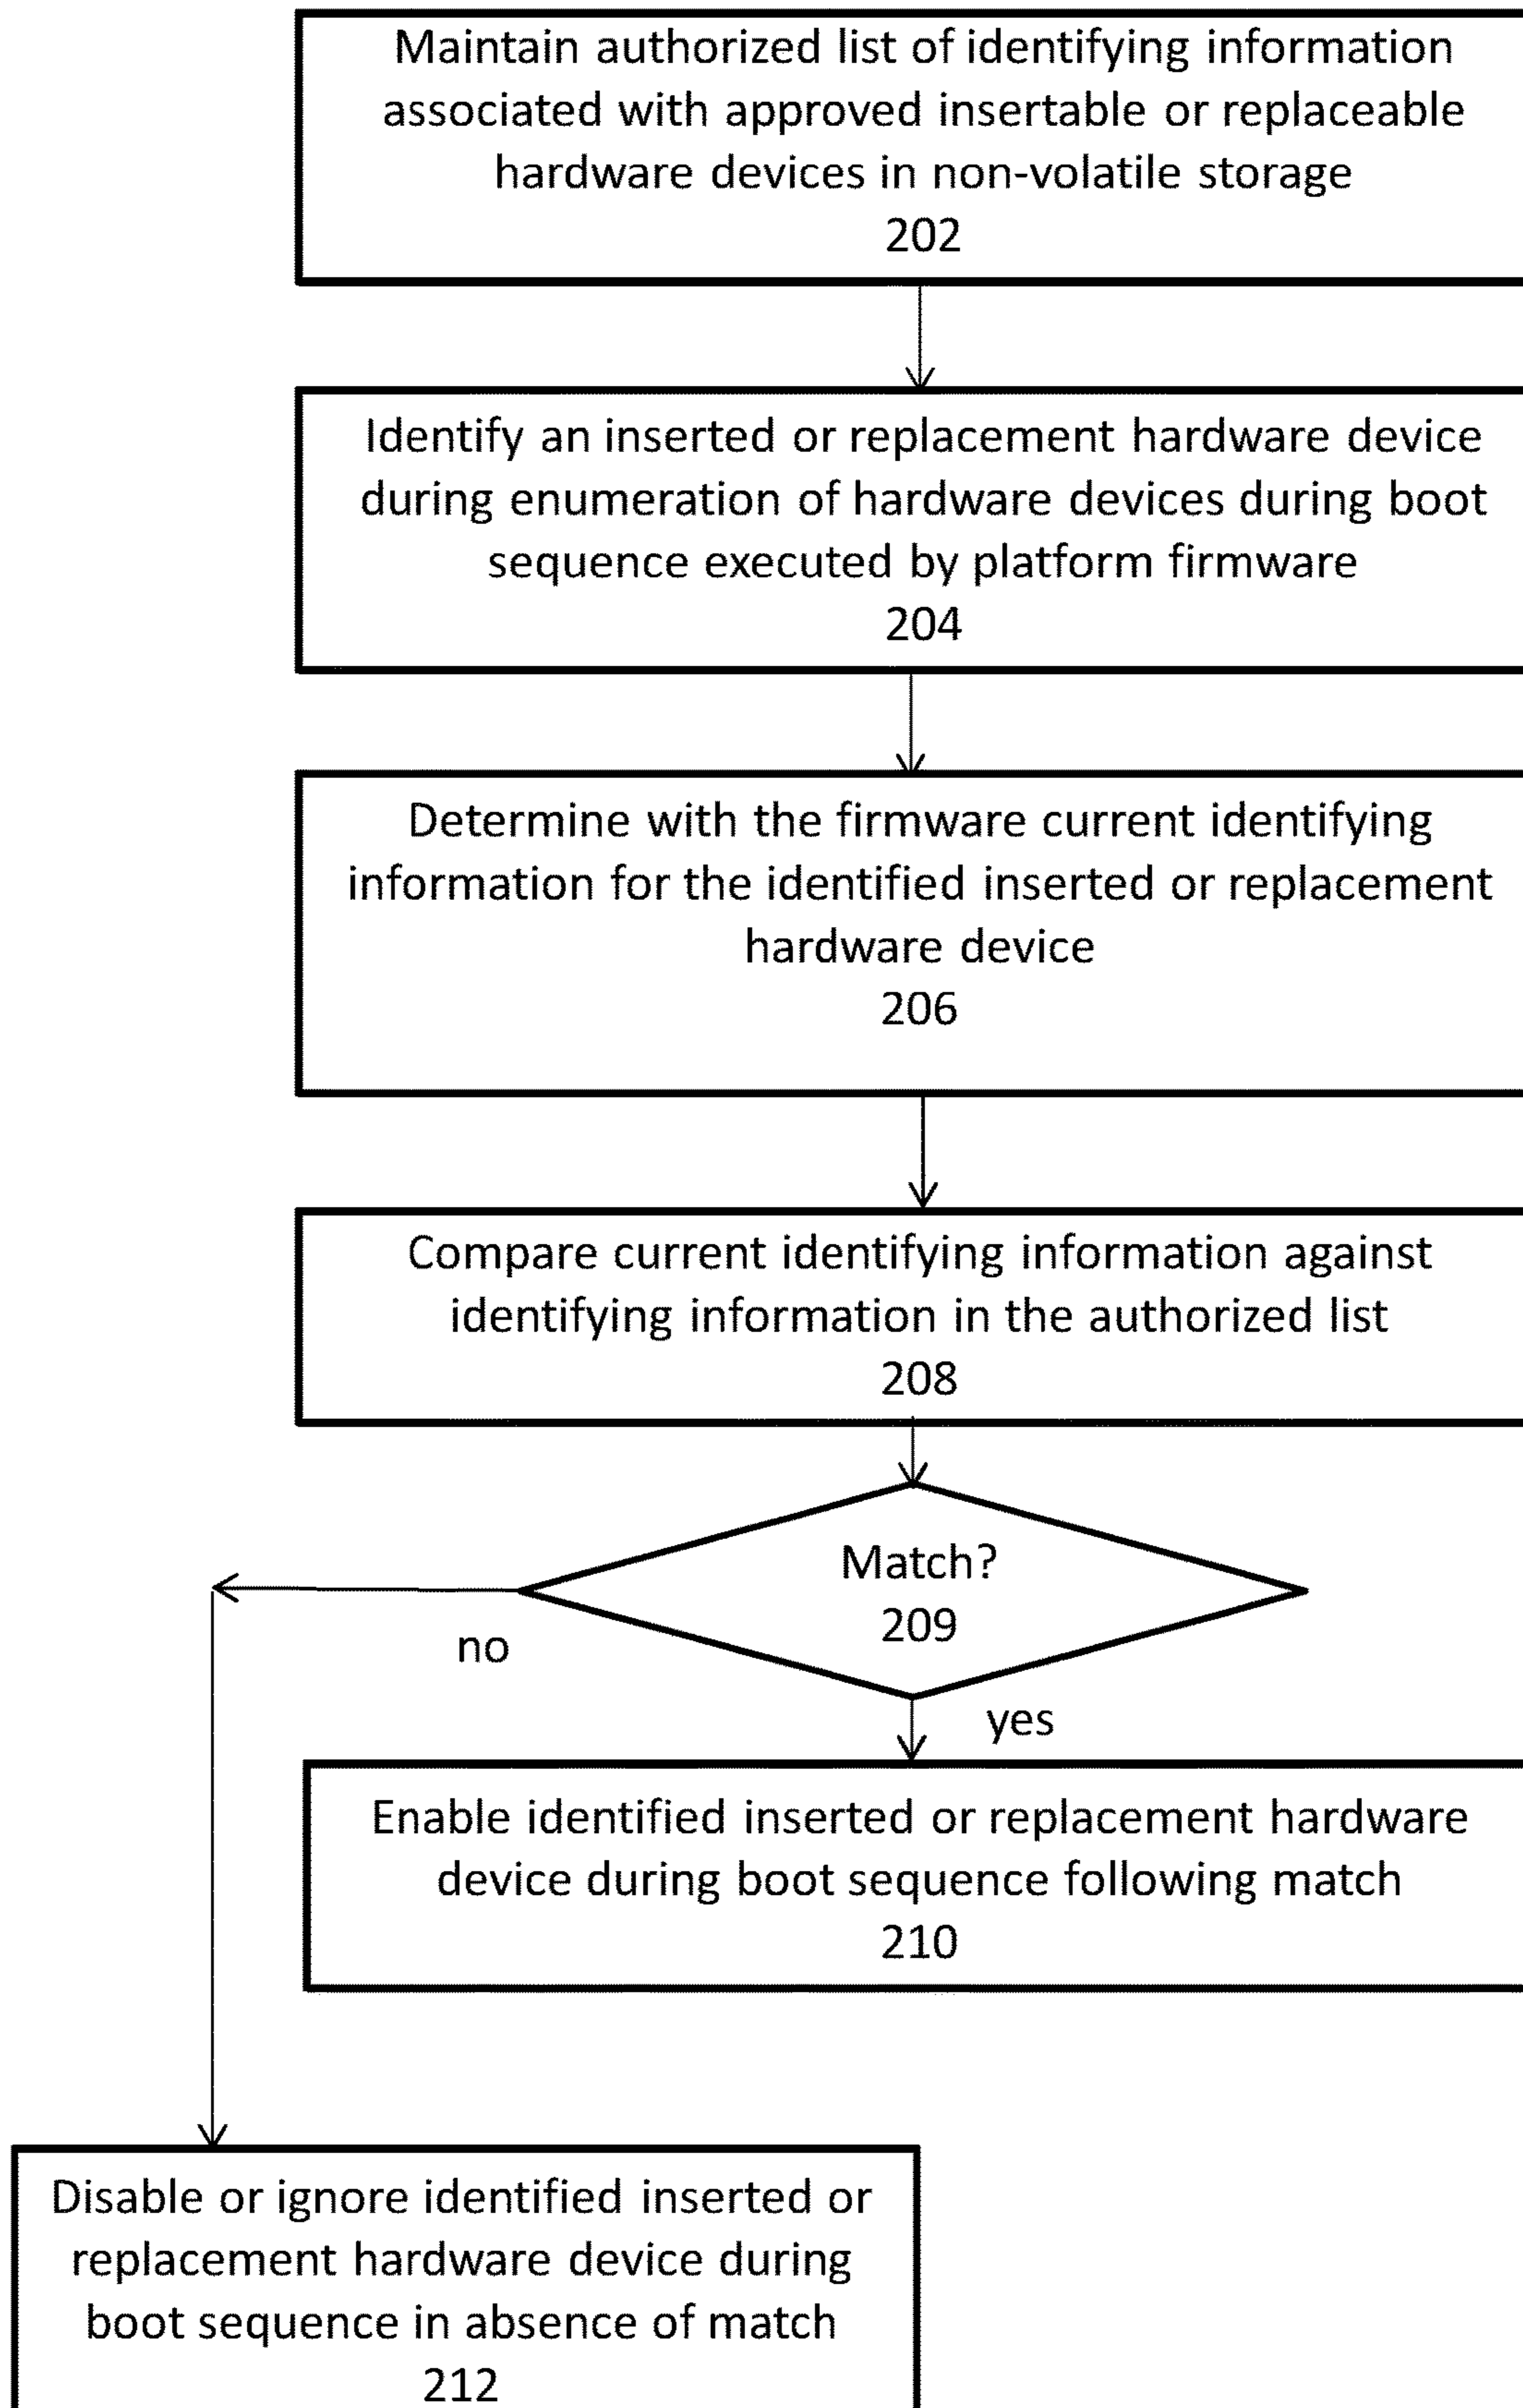 Maintain authorized list of identifying information
associated with approved insertable or replaceable
hardware devices in non-volatile storage
202
Identify an inserted or replacement hardware device
during enumeration of hardware devices during boot
sequence executed by platform firmware
204
Determine with the firmware current identifying
information for the identified inserted or replacement
hardware device
206
Compare current identifying information against
identifying information in the authorized list
208
Match?
209
no
yes
Enable identified inserted or replacement hardware
device during boot sequence following match
210
Disable or ignore identified inserted or
replacement hardware device during
boot sequence in absence of match
212